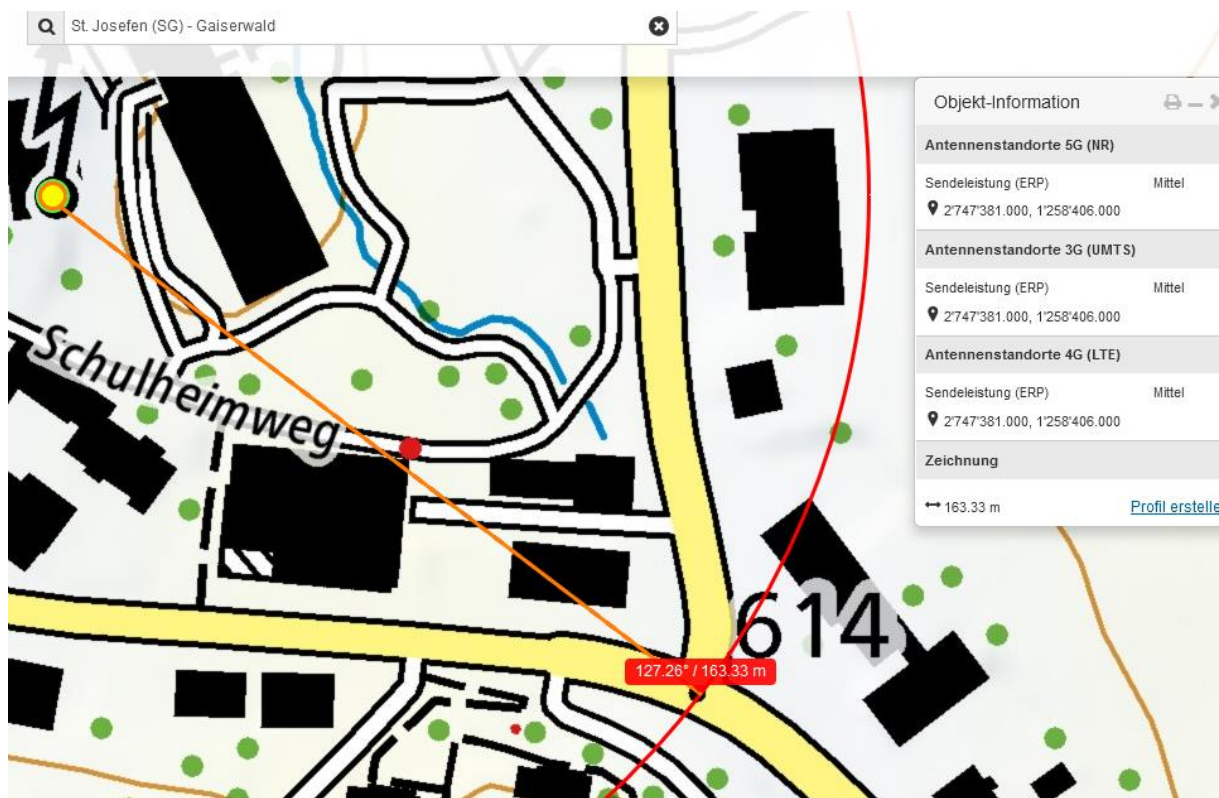 St. Josefen (SG) - Gaiserwald
Objekt-Information
Antennenstandorte 5G (NR)
Sendeleistung (ERP) Mittel
2'747'381.000, 1'258'406.000
Antennenstandorte 3G (UMTS)
Sendeleistung (ERP) Mittel
2'747'381.000, 1'258'406.000
Antennenstandorte 4G (LTE)
Sendeleistung (ERP) Mittel
2'747'381.000, 1'258'406.000
Zeichnung
163.33 m Profil erstelle
Schulheimweg
614
127.26° / 163.33 m